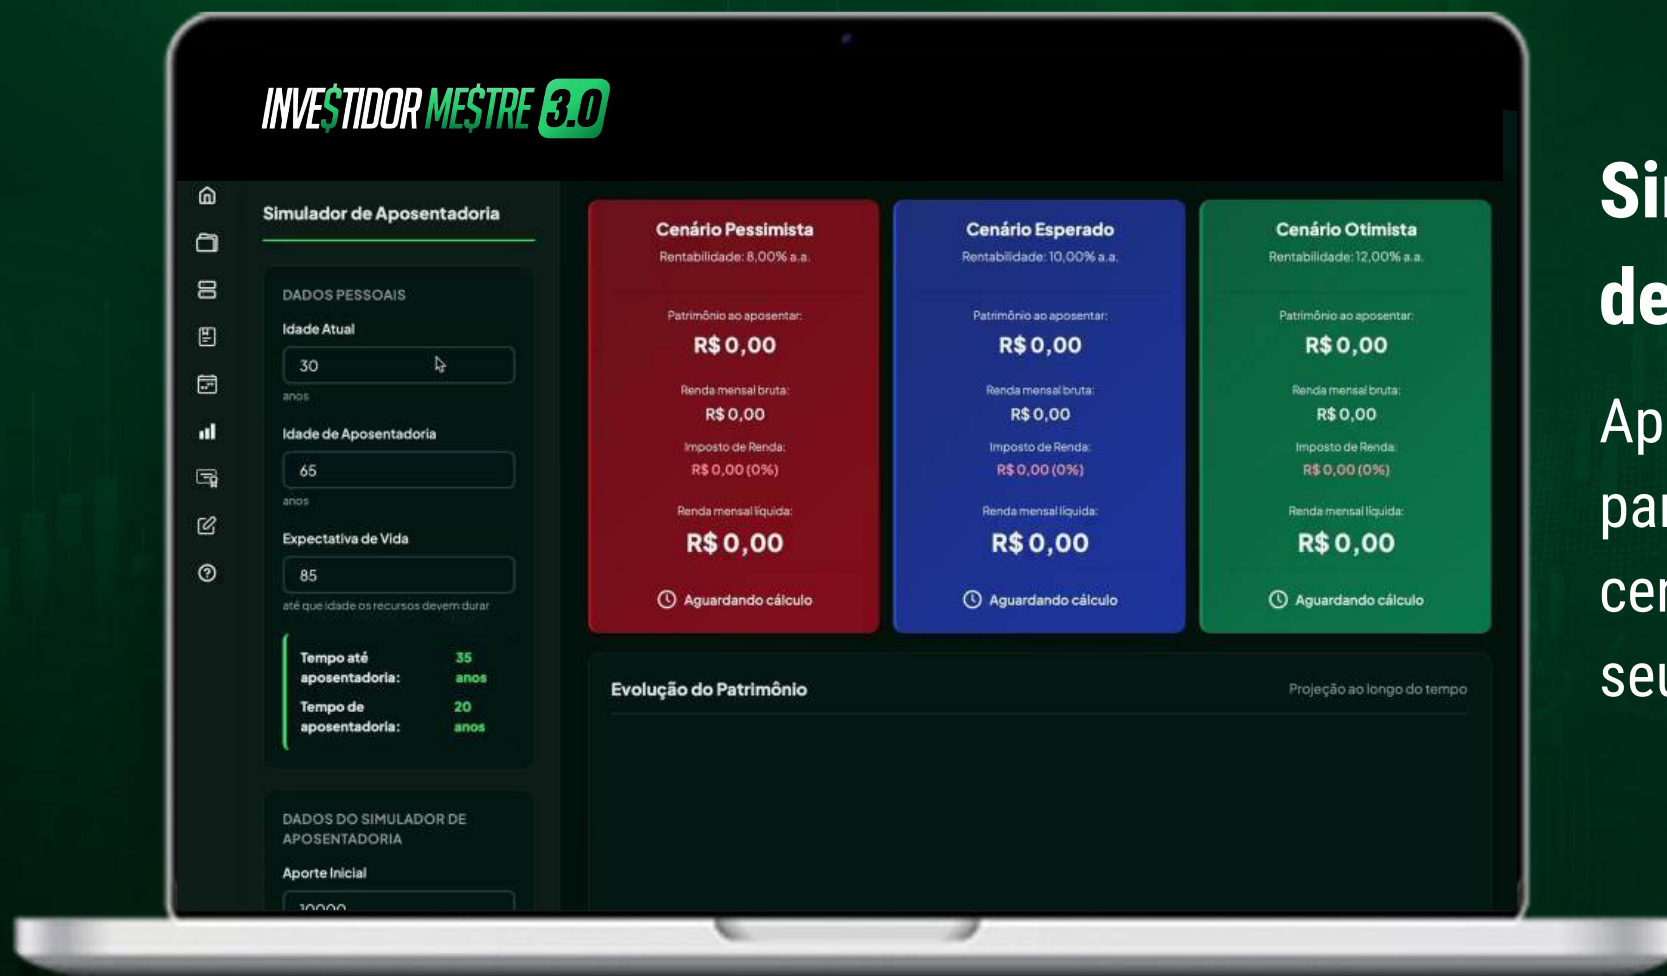 INVE$TIDOR ME$TRE 3.0
Simulador de Aposentadoria
DADOS PESSOAIS
Idade Atual
30
anos
Idade de Aposentadoria
65
anos
Expectativa de Vida
85
até que idade os recursos devem durar
Tempo até aposentadoria: 35 anos
Tempo de aposentadoria: 20 anos
DADOS DO SIMULADOR DE
APOSENTADORIA
Aporte Inicial
10000
Cenário Pessimista
Rentabilidade: 8,00% a.a.
Patrimônio ao aposentar:
R$ 0,00
Renda mensal bruta:
R$ 0,00
Imposto de Renda:
R$ 0,00 (0%)
Renda mensal líquida:
R$ 0,00
Aguardando cálculo
Cenário Esperado
Rentabilidade: 10,00% a.a.
Patrimônio ao aposentar:
R$ 0,00
Renda mensal bruta:
R$ 0,00
Imposto de Renda:
R$ 0,00 (0%)
Renda mensal líquida:
R$ 0,00
Aguardando cálculo
Cenário Otimista
Rentabilidade: 12,00% a.a.
Patrimônio ao aposentar:
R$ 0,00
Renda mensal bruta:
R$ 0,00
Imposto de Renda:
R$ 0,00 (0%)
Renda mensal líquida:
R$ 0,00
Aguardando cálculo
Evolução do Patrimônio
Projeção ao longo do tempo
de